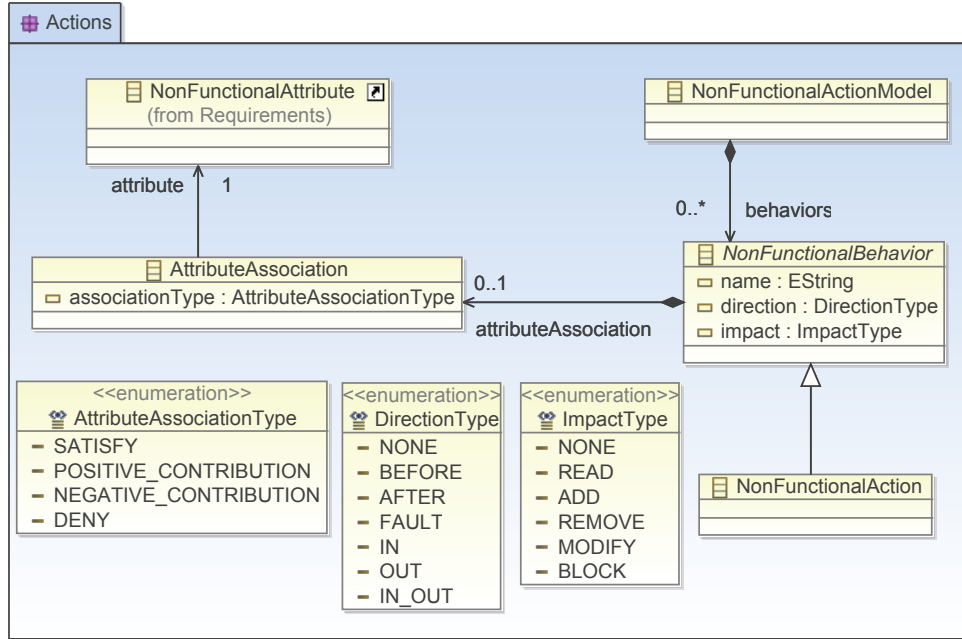 Actions
NonFunctionalAttribute
(from Requirements)
NonFunctionalActionModel
attribute 1
0..* behaviors
AttributeAssociation
associationType : AttributeAssociationType
0..1
attributeAssociation
NonFunctionalBehavior
name : EString
direction : DirectionType
impact : ImpactType
<<enumeration>>
AttributeAssociationType
SATISFY
POSITIVE_CONTRIBUTION
NEGATIVE_CONTRIBUTION
DENY
<<enumeration>>
DirectionType
NONE
BEFORE
AFTER
FAULT
IN
OUT
IN_OUT
<<enumeration>>
ImpactType
NONE
READ
ADD
REMOVE
MODIFY
BLOCK
NonFunctionalAction